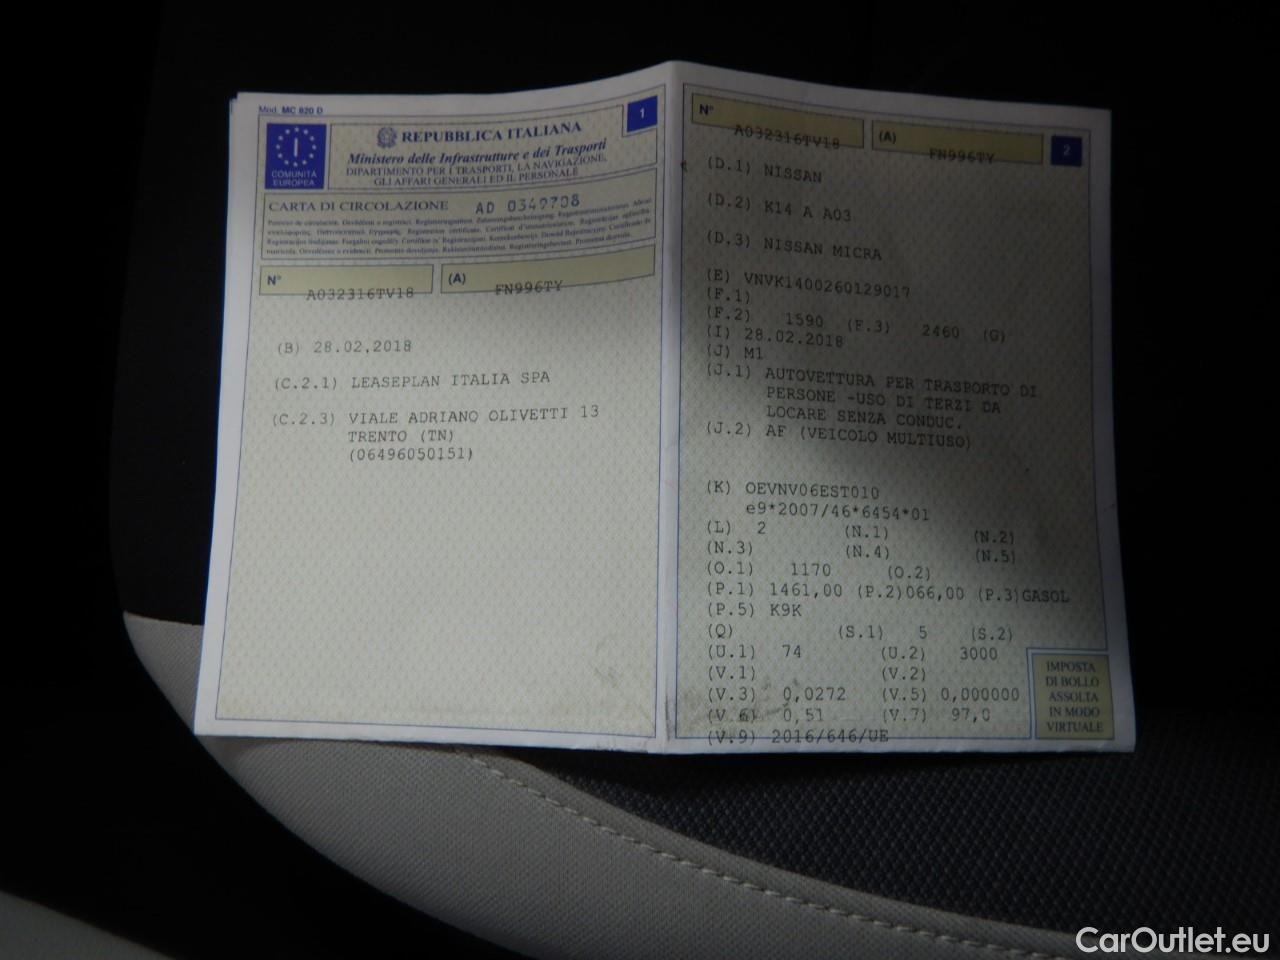 Mod. MC 820 D
COMUNITÀ
EUROPEA
I
1
REPUBBLICA ITALIANA
Ministero delle Infrastrutture e dei Trasporti
DIPARTIMENTO PER I TRASPORTI, LA NAVIGAZIONE,
GLI AFFARI GENERALI ED IL PERSONALE
CARTA DI CIRCOLAZIONE AD 0349708
N° A032316TV18 (A) FN996TY
(B) 28.02,2018
(C.2.1) LEASEPLAN ITALIA SPA
(C.2.3) VIALE ADRIANO OLIVETTI 13
TRENTO (TN)
(06496050151)
N° A032316TV18 (A) FN996TY
2
(D.1) NISSAN
(D.2) K14 A A03
(D.3) NISSAN MICRA
(E) VNVK1400260129017
(F.1)
(F.2) 1590 (F.3) 2460 (G)
(I) 28.02.2018
(J) M1
(J.1) AUTOVETTURA PER TRASPORTO DI
PERSONE -USO DI TERZI DA
LOCARE SENZA CONDUC.
(J.2) AF (VEICOLO MULTIUSO)
(K) OEVNV06EST010
e9*2007/46*6454*01
(L) 2 (N.1) (N.2)
(N.3) (N.4) (N.5)
(O.1) 1170 (O.2)
(P.1) 1461,00 (P.2)066,00 (P.3)GASOL
(P.5) K9K
(Q) (S.1) 5 (S.2)
(U.1) 74 (U.2) 3000
(V.1) (V.2)
(V.3) 0,0272 (V.5) 0,000000
(V.6) 0,51 (V.7) 97,0
(V.9) 2016/646/UE
IMPOSTA
DI BOLLO
ASSOLTA
IN MODO
VIRTUALE
CarOutlet.eu